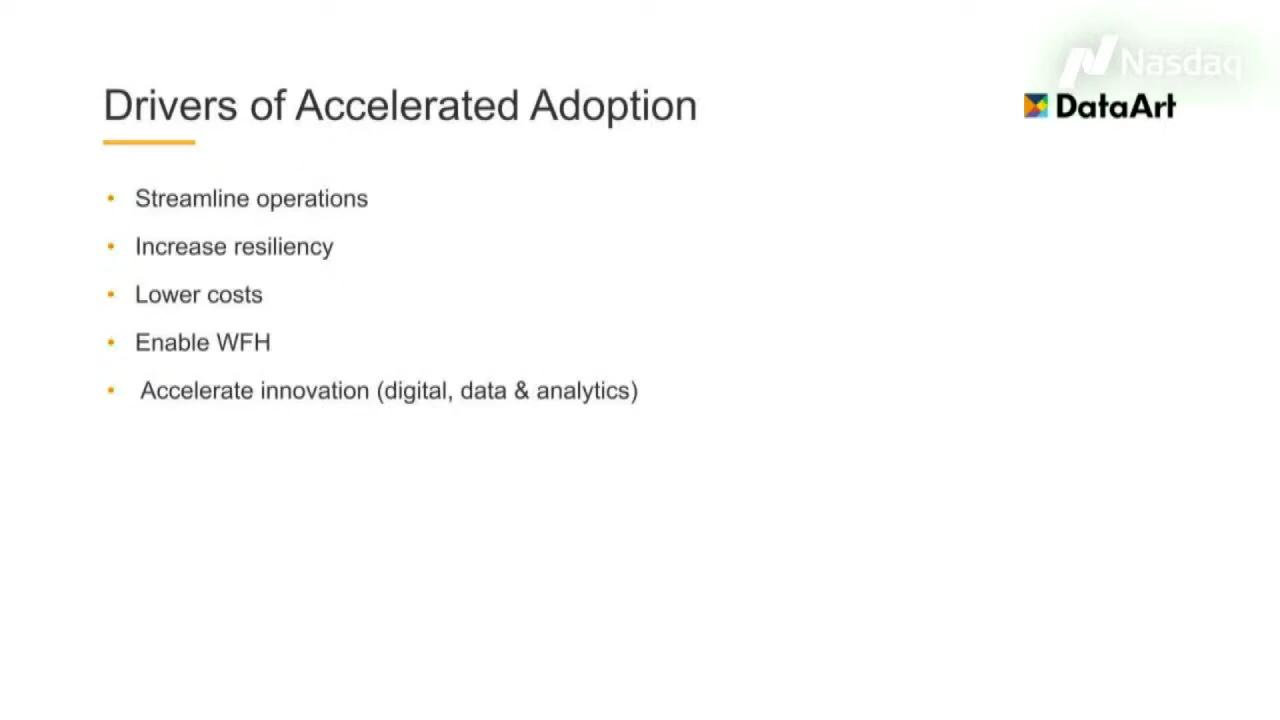 Nasdaq
Drivers of Accelerated Adoption
DataArt
• Streamline operations
• Increase resiliency
• Lower costs
• Enable WFH
• Accelerate innovation (digital, data & analytics)